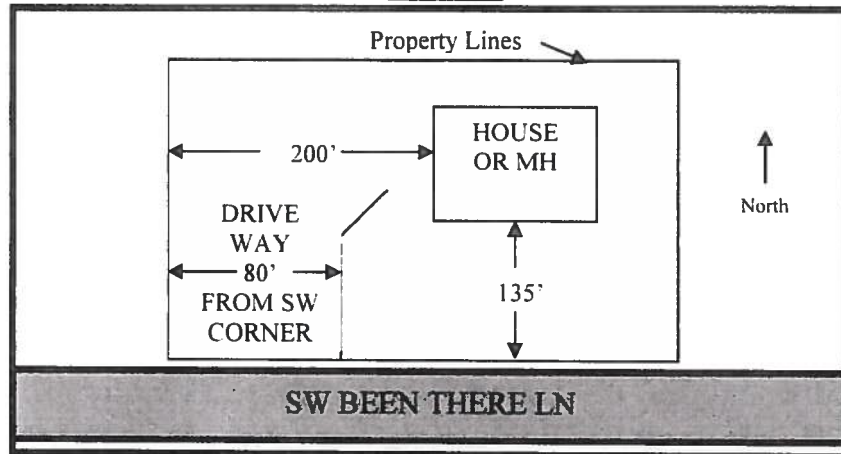 Property Lines
HOUSE
OR MH
200'
North
DRIVE
WAY
80'
FROM SW
CORNER
135'
SW BEEN THERE LN